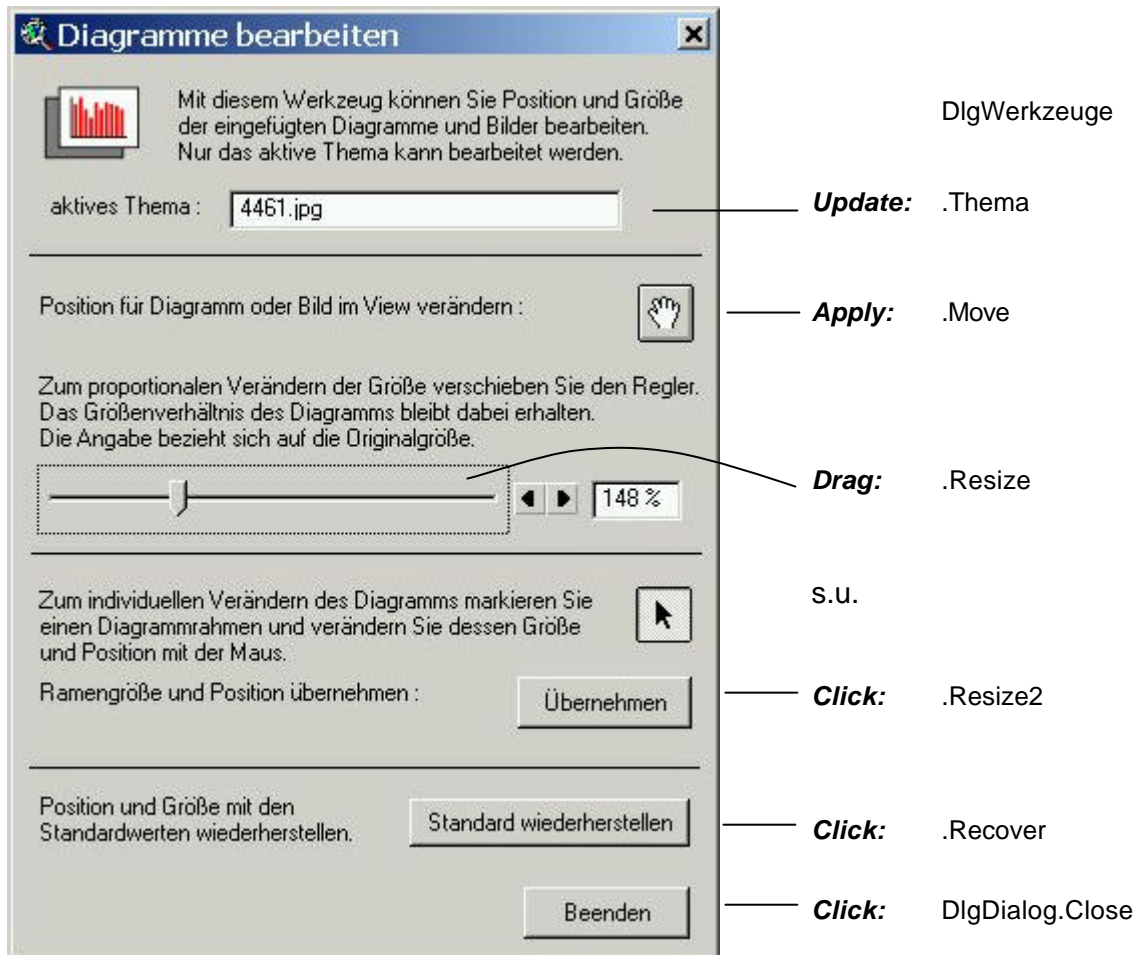 Diagramme bearbeiten
Mit diesem Werkzeug können Sie Position und Größe
der eingefügten Diagramme und Bilder bearbeiten.
Nur das aktive Thema kann bearbeitet werden.
DlgWerkzeuge
aktives Thema : 4461.jpg
Update: .Thema
Position für Diagramm oder Bild im View verändern :
Apply: .Move
Zum proportionalen Verändern der Größe verschieben Sie den Regler.
Das Größenverhältnis des Diagramms bleibt dabei erhalten.
Die Angabe bezieht sich auf die Originalgröße.
148 %
Drag: .Resize
Zum individuellen Verändern des Diagramms markieren Sie
einen Diagrammrahmen und verändern Sie dessen Größe
und Position mit der Maus.
s.u.
Ramengröße und Position übernehmen :
Übernehmen
Click: .Resize2
Position und Größe mit den
Standardwerten wiederherstellen.
Standard wiederherstellen
Click: .Recover
Beenden
Click: DlgDialog.Close